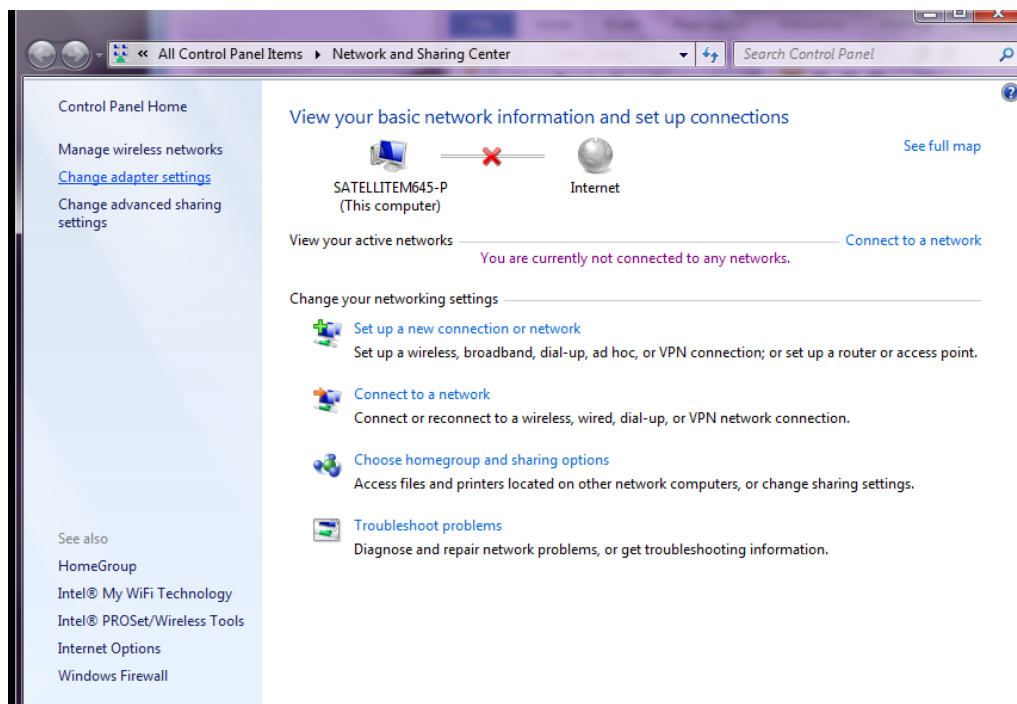 « All Control Panel Items ▸ Network and Sharing Center
Search Control Panel
Control Panel Home
Manage wireless networks
Change adapter settings
Change advanced sharing
settings
See also
HomeGroup
Intel® My WiFi Technology
Intel® PROSet/Wireless Tools
Internet Options
Windows Firewall
View your basic network information and set up connections
See full map
SATELLITEM645-P
(This computer)
Internet
View your active networks
Connect to a network
You are currently not connected to any networks.
Change your networking settings
Set up a new connection or network
Set up a wireless, broadband, dial-up, ad hoc, or VPN connection; or set up a router or access point.
Connect to a network
Connect or reconnect to a wireless, wired, dial-up, or VPN network connection.
Choose homegroup and sharing options
Access files and printers located on other network computers, or change sharing settings.
Troubleshoot problems
Diagnose and repair network problems, or get troubleshooting information.